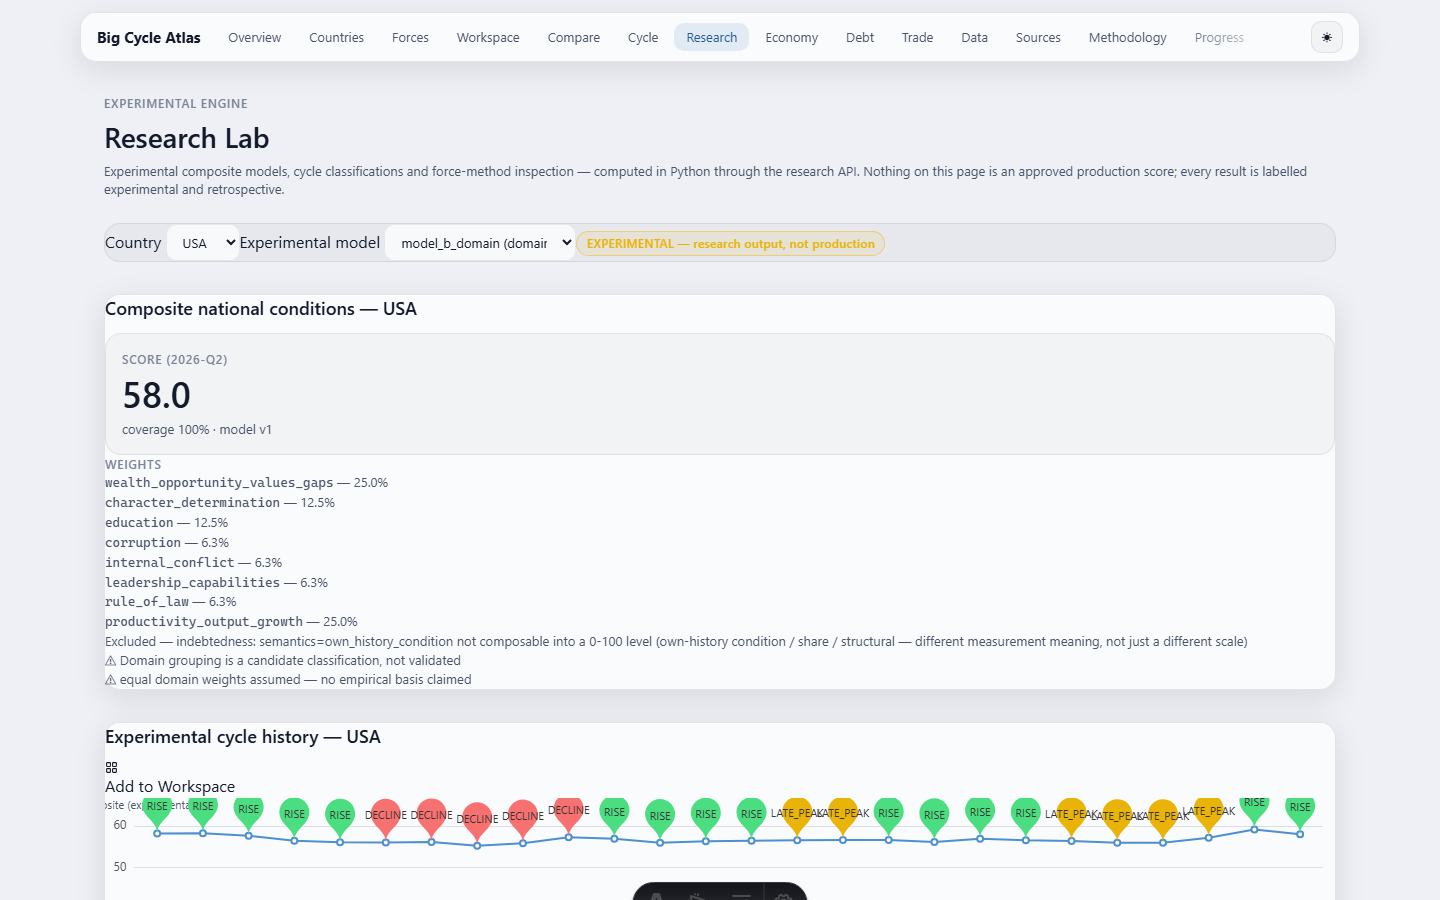 Big Cycle Atlas Overview Countries Forces Workspace Compare Cycle Research Economy Debt Trade Data Sources Methodology Progress
EXPERIMENTAL ENGINE
Research Lab
Experimental composite models, cycle classifications and force-method inspection — computed in Python through the research API. Nothing on this page is an approved production score; every result is labelled
experimental and retrospective.
Country USA Experimental model model_b_domain (domain EXPERIMENTAL — research output, not production
Composite national conditions — USA
SCORE (2026-Q2)
58.0
coverage 100% · model v1
WEIGHTS
wealth_opportunity_values_gaps — 25.0%
character_determination — 12.5%
education — 12.5%
corruption — 6.3%
internal_conflict — 6.3%
leadership_capabilities — 6.3%
rule_of_law — 6.3%
productivity_output_growth — 25.0%
Excluded — indebtedness: semantics=own_history_condition not composable into a 0-100 level (own-history condition / share / structural — different measurement meaning, not just a different scale)
⚠ Domain grouping is a candidate classification, not validated
⚠ equal domain weights assumed — no empirical basis claimed
Experimental cycle history — USA
Add to Workspace
RISE RISE RISE RISE RISE DECLINE DECLINE DECLINE DECLINE DECLINE RISE RISE RISE RISE LATE_PEAK LATE_PEAK RISE RISE RISE RISE LATE_PEAK LATE_PEAK LATE_PEAK LATE_PEAK RISE RISE
60
50